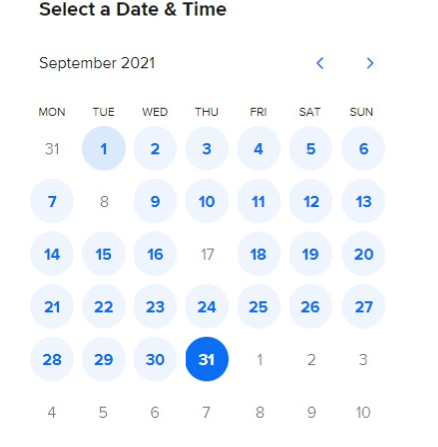 Select a Date & Time
September 2021
MON TUE WED THU FRI SAT SUN
31 1 2 3 4 5 6
7 8 9 10 11 12 13
14 15 16 17 18 19 20
21 22 23 24 25 26 27
28 29 30 31 1 2 3
4 5 6 7 8 9 10